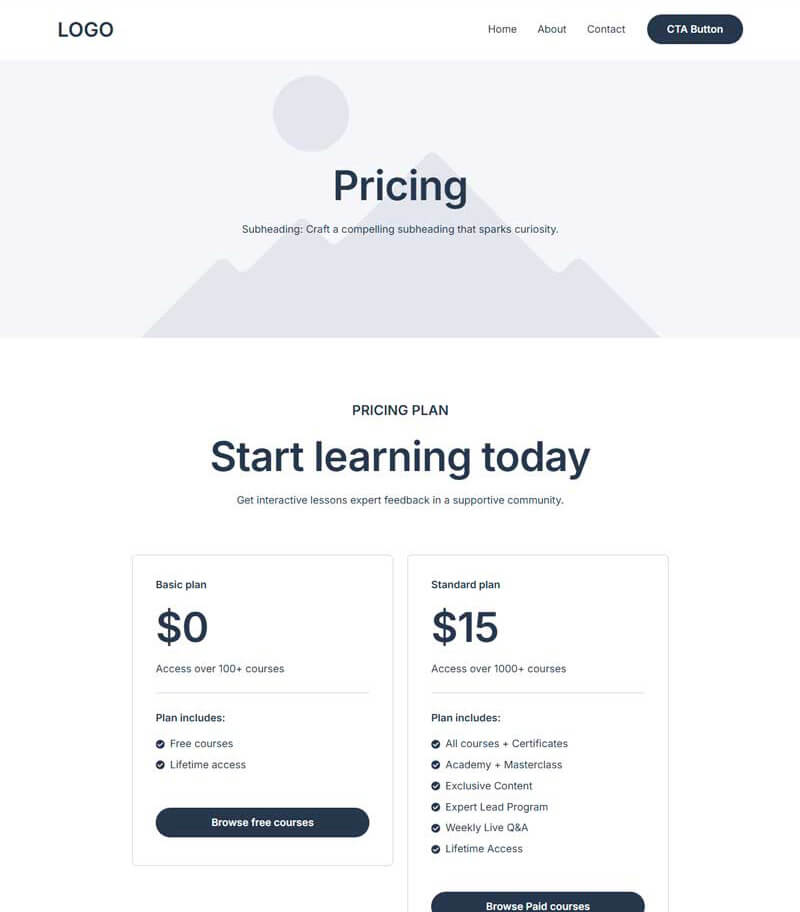 LOGO
Home
About
Contact
CTA Button
Pricing
Subheading: Craft a compelling subheading that sparks curiosity.
PRICING PLAN
Start learning today
Get interactive lessons expert feedback in a supportive community.
Basic plan
$0
Access over 100+ courses
Plan includes:
Free courses
Lifetime access
Browse free courses
Standard plan
$15
Access over 1000+ courses
Plan includes:
All courses + Certificates
Academy + Masterclass
Exclusive Content
Expert Lead Program
Weekly Live Q&A
Lifetime Access
Browse Paid courses